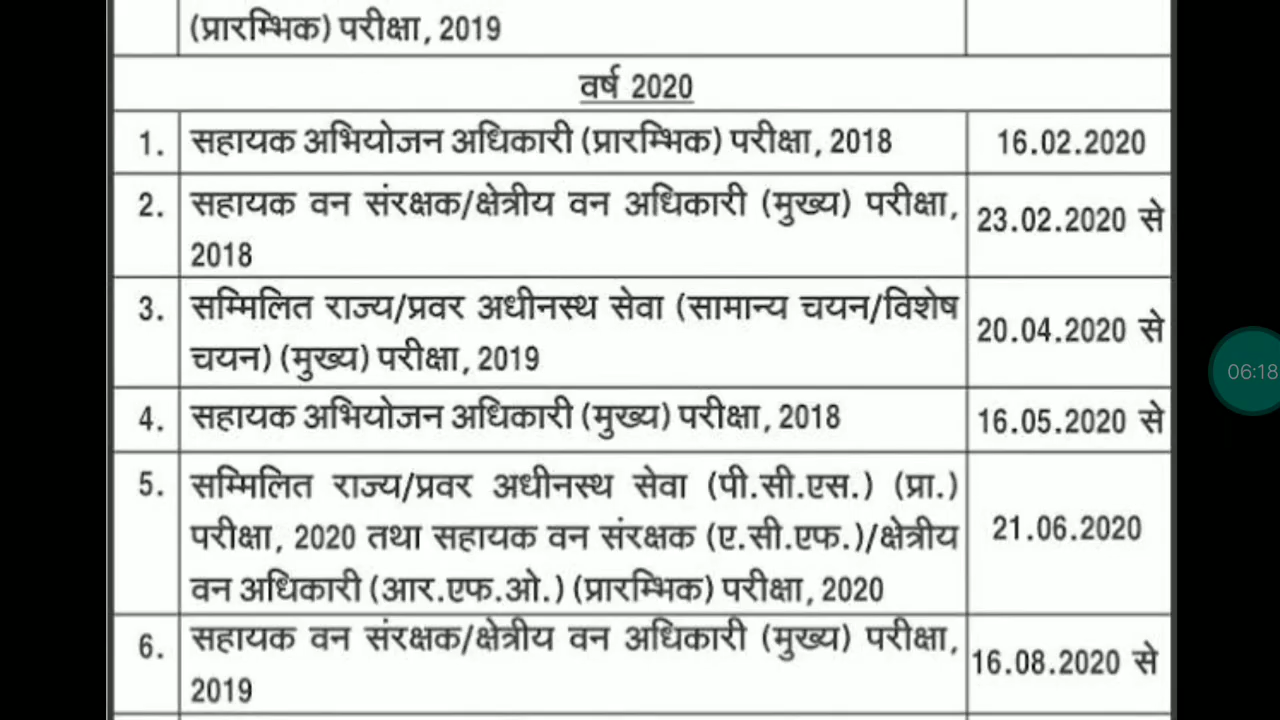 (प्रारम्भिक) परीक्षा, 2019
वर्ष 2020
1. सहायक अभियोजन अधिकारी (प्रारम्भिक) परीक्षा, 2018 16.02.2020
2. सहायक वन संरक्षक/क्षेत्रीय वन अधिकारी (मुख्य) परीक्षा,
2018 23.02.2020 से
3. सम्मिलित राज्य/प्रवर अधीनस्थ सेवा (सामान्य चयन/विशेष
चयन) (मुख्य) परीक्षा, 2019 20.04.2020 से
4. सहायक अभियोजन अधिकारी (मुख्य) परीक्षा, 2018 16.05.2020 से
5. सम्मिलित राज्य/प्रवर अधीनस्थ सेवा (पी.सी.एस.) (प्रा.)
परीक्षा, 2020 तथा सहायक वन संरक्षक (ए.सी.एफ.)/क्षेत्रीय 21.06.2020
वन अधिकारी (आर.एफ.ओ.) (प्रारम्भिक) परीक्षा, 2020
6. सहायक वन संरक्षक/क्षेत्रीय वन अधिकारी (मुख्य) परीक्षा,
2019 16.08.2020 से
06:18